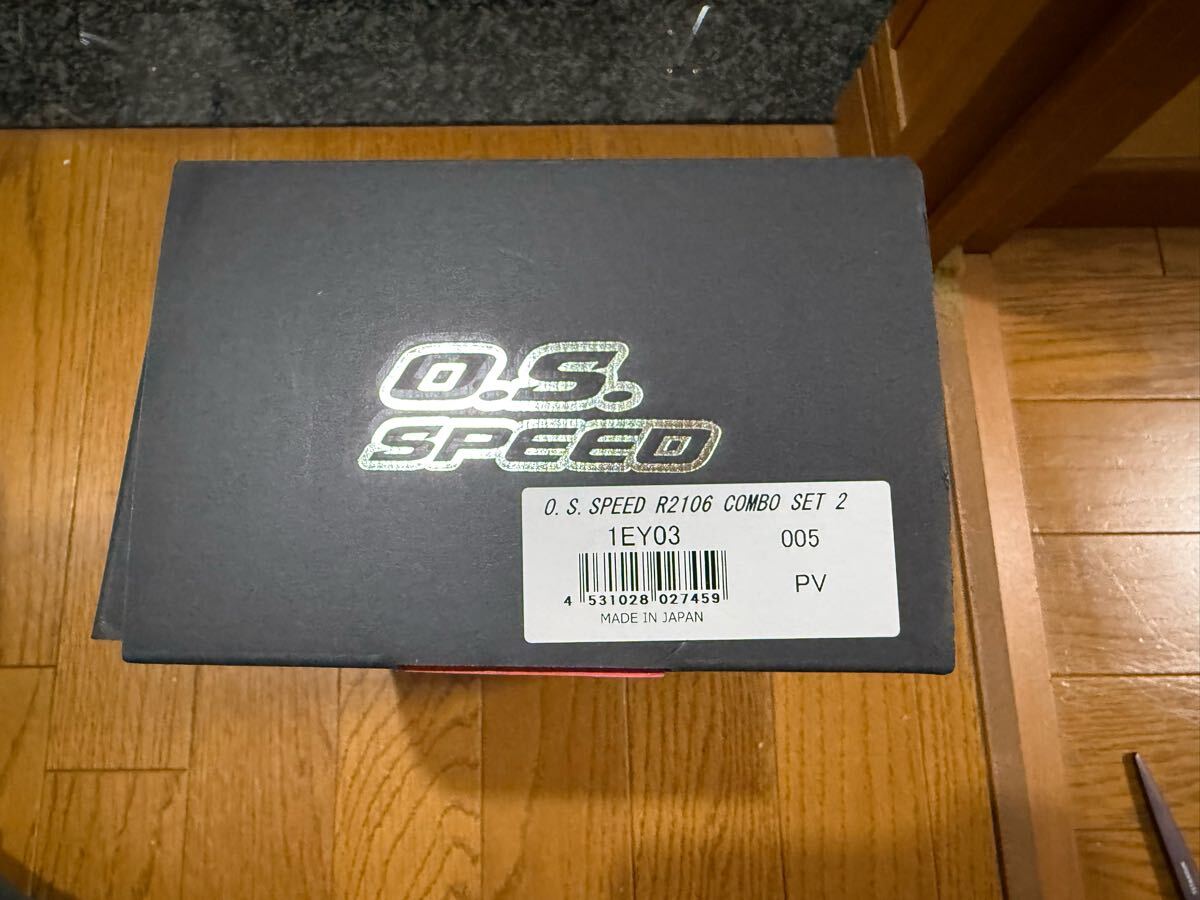 O.S.
SPEED
O.S.SPEED R2106 COMBO SET 2
1EY03 005
PV
4 531028 027459
MADE IN JAPAN